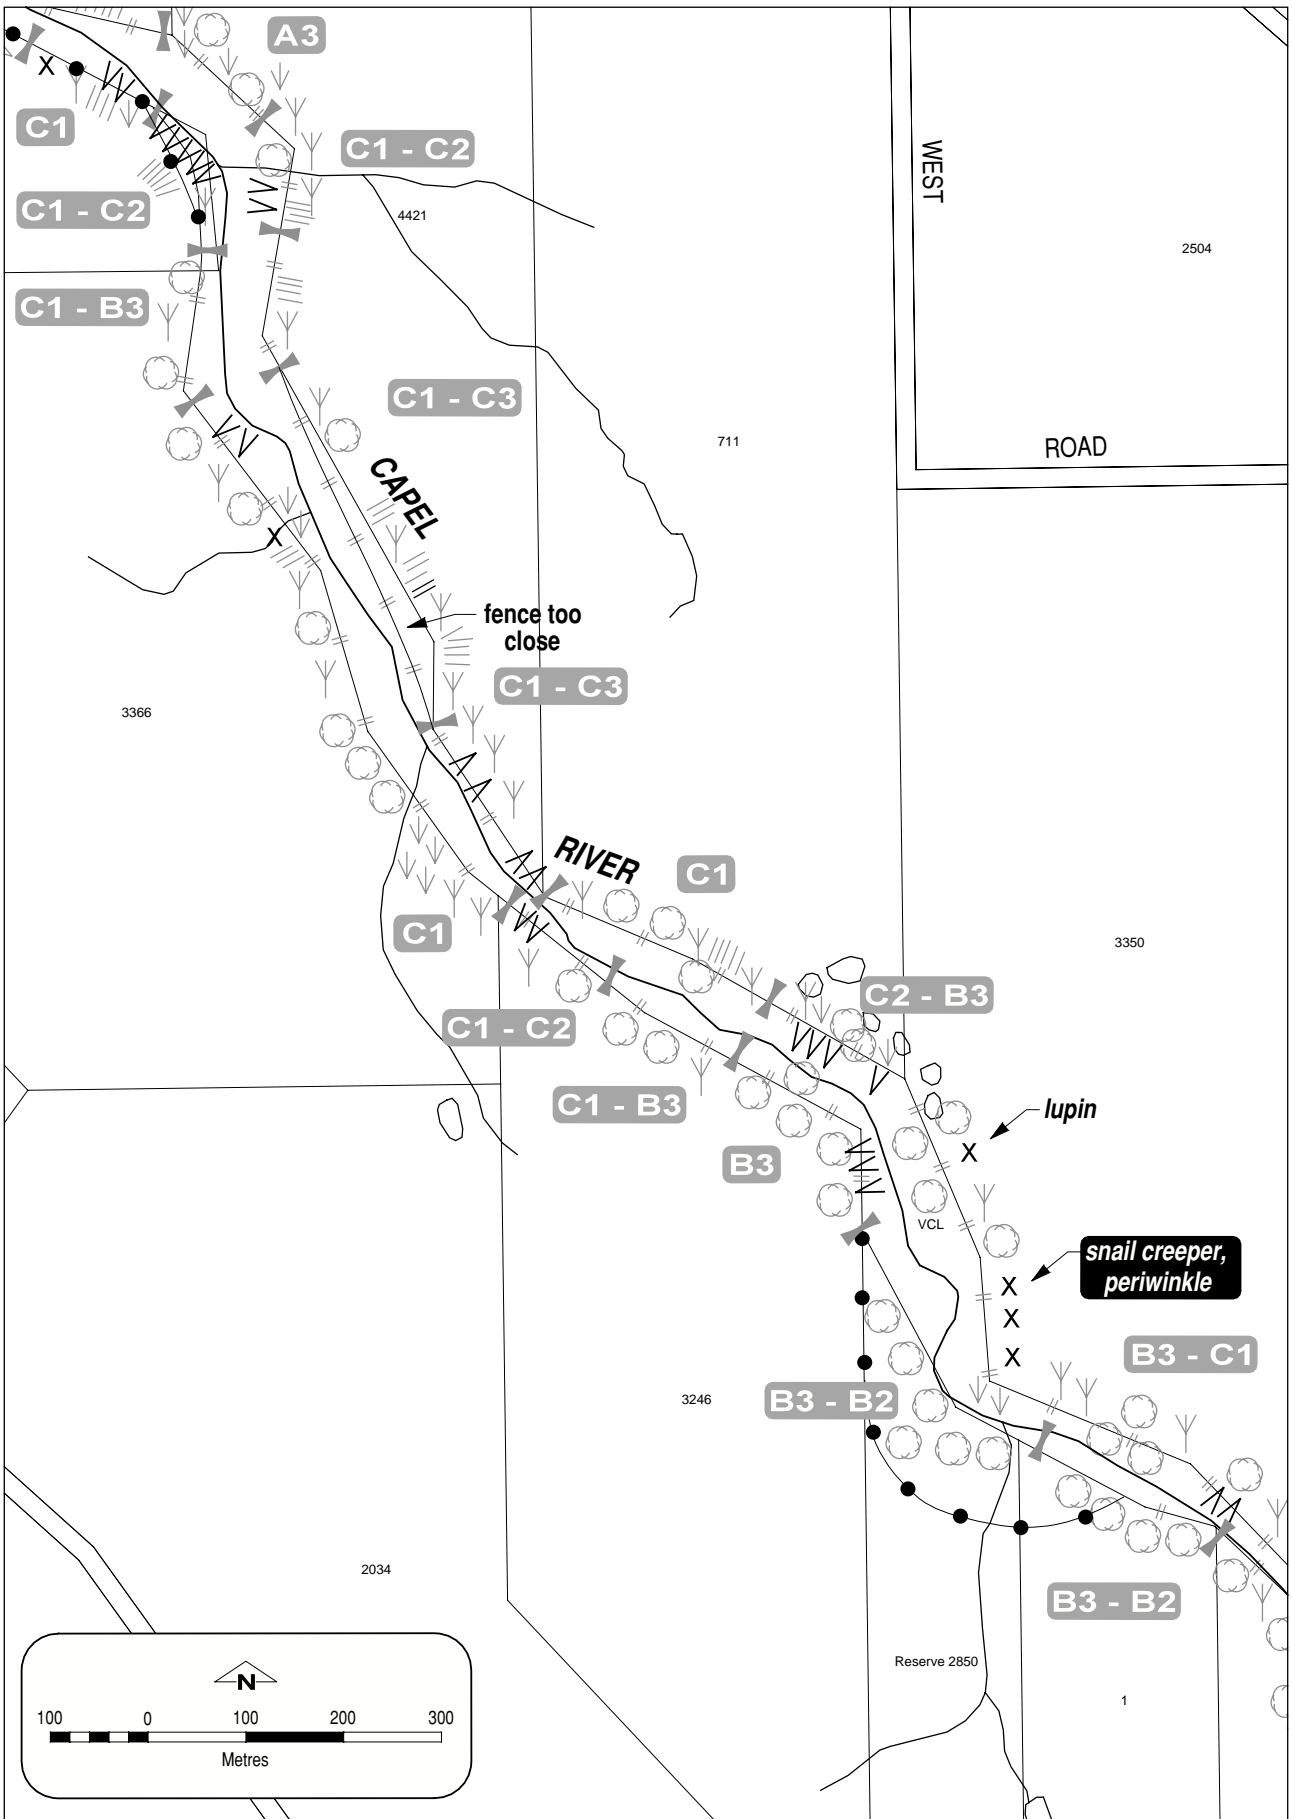 A3
X
C1
C1 - C2
WEST
C1 - C2
4421
2504
C1 - B3
C1 - C3
711
ROAD
CAPEL
X
fence too
close
C1 - C3
3366
RIVER
C1
C1
3350
C2 - B3
C1 - C2
C1 - B3
lupin
B3
X
VCL
snail creeper,
periwinkle
X
X
X
B3 - C1
B3 - B2
3246
2034
B3 - B2
Reserve 2850
1
N
100 0 100 200 300
Metres